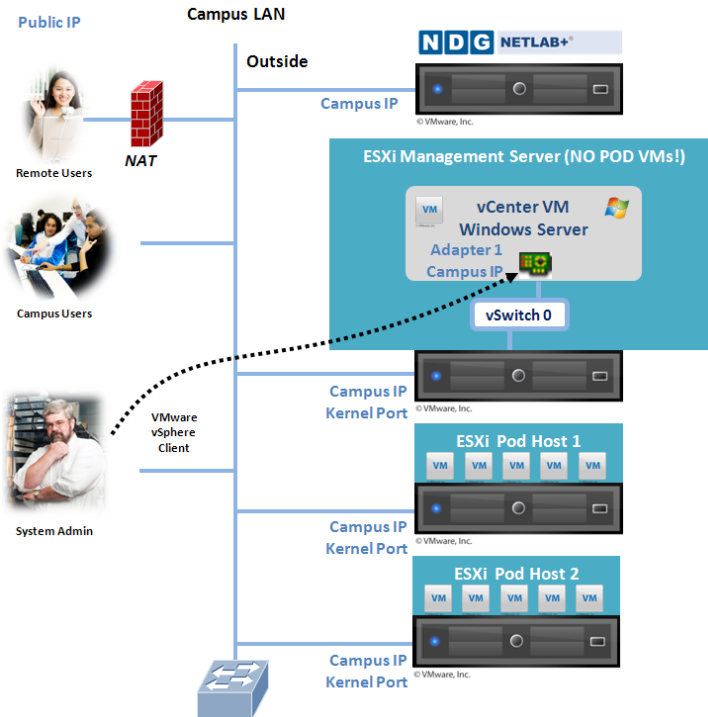 Public IP
Campus LAN
Outside
NDG NETLAB+®
Campus IP
© VMware, Inc.
NAT
Remote Users
ESXi Management Server (NO POD VMs!)
VM
vCenter VM
Windows Server
Adapter 1
Campus IP
vSwitch 0
Campus Users
Campus IP
Kernel Port
© VMware, Inc.
VMware
vSphere
Client
System Admin
ESXi Pod Host 1
VM VM VM VM VM
Campus IP
Kernel Port
© VMware, Inc.
ESXi Pod Host 2
VM VM VM VM VM
Campus IP
Kernel Port
© VMware, Inc.